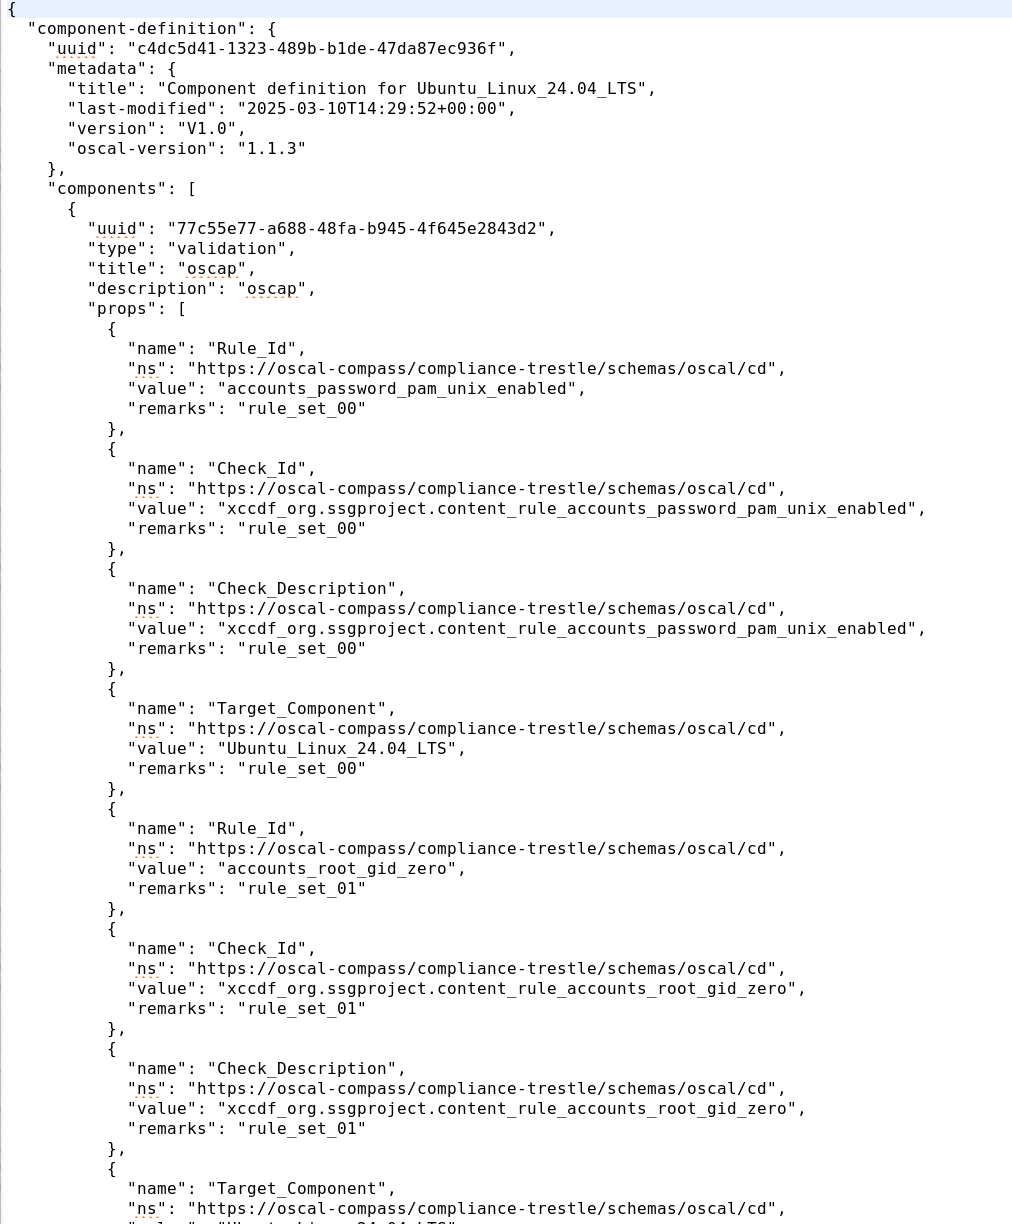 {
  "component-definition": {
    "uuid": "c4dc5d41-1323-489b-b1de-47da87ec936f",
    "metadata": {
      "title": "Component definition for Ubuntu_Linux_24.04_LTS",
      "last-modified": "2025-03-10T14:29:52+00:00",
      "version": "V1.0",
      "oscal-version": "1.1.3"
    },
    "components": [
      {
        "uuid": "77c55e77-a688-48fa-b945-4f645e2843d2",
        "type": "validation",
        "title": "oscap",
        "description": "oscap",
        "props": [
          {
            "name": "Rule_Id",
            "ns": "https://oscal-compass/compliance-trestle/schemas/oscal/cd",
            "value": "accounts_password_pam_unix_enabled",
            "remarks": "rule_set_00"
          },
          {
            "name": "Check_Id",
            "ns": "https://oscal-compass/compliance-trestle/schemas/oscal/cd",
            "value": "xccdf_org.ssgproject.content_rule_accounts_password_pam_unix_enabled",
            "remarks": "rule_set_00"
          },
          {
            "name": "Check_Description",
            "ns": "https://oscal-compass/compliance-trestle/schemas/oscal/cd",
            "value": "xccdf_org.ssgproject.content_rule_accounts_password_pam_unix_enabled",
            "remarks": "rule_set_00"
          },
          {
            "name": "Target_Component",
            "ns": "https://oscal-compass/compliance-trestle/schemas/oscal/cd",
            "value": "Ubuntu_Linux_24.04_LTS",
            "remarks": "rule_set_00"
          },
          {
            "name": "Rule_Id",
            "ns": "https://oscal-compass/compliance-trestle/schemas/oscal/cd",
            "value": "accounts_root_gid_zero",
            "remarks": "rule_set_01"
          },
          {
            "name": "Check_Id",
            "ns": "https://oscal-compass/compliance-trestle/schemas/oscal/cd",
            "value": "xccdf_org.ssgproject.content_rule_accounts_root_gid_zero",
            "remarks": "rule_set_01"
          },
          {
            "name": "Check_Description",
            "ns": "https://oscal-compass/compliance-trestle/schemas/oscal/cd",
            "value": "xccdf_org.ssgproject.content_rule_accounts_root_gid_zero",
            "remarks": "rule_set_01"
          },
          {
            "name": "Target_Component",
            "ns": "https://oscal-compass/compliance-trestle/schemas/oscal/cd",